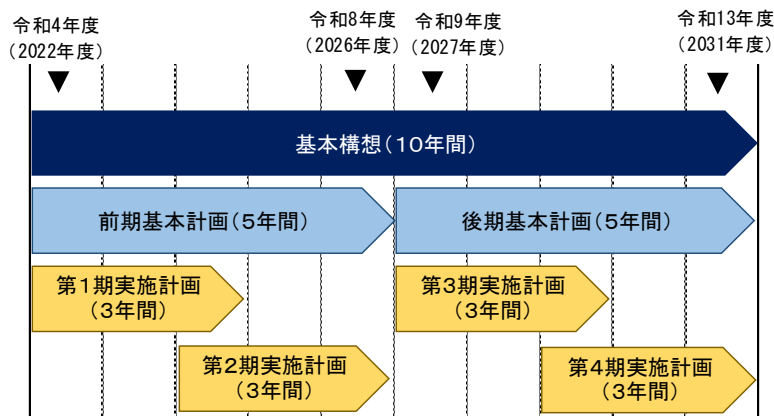 令和4年度
(2022年度)
令和8年度
(2026年度)
令和9年度
(2027年度)
令和13年度
(2031年度)
基本構想(10年間)
前期基本計画(5年間)
後期基本計画(5年間)
第1期実施計画
(3年間)
第3期実施計画
(3年間)
第2期実施計画
(3年間)
第4期実施計画
(3年間)